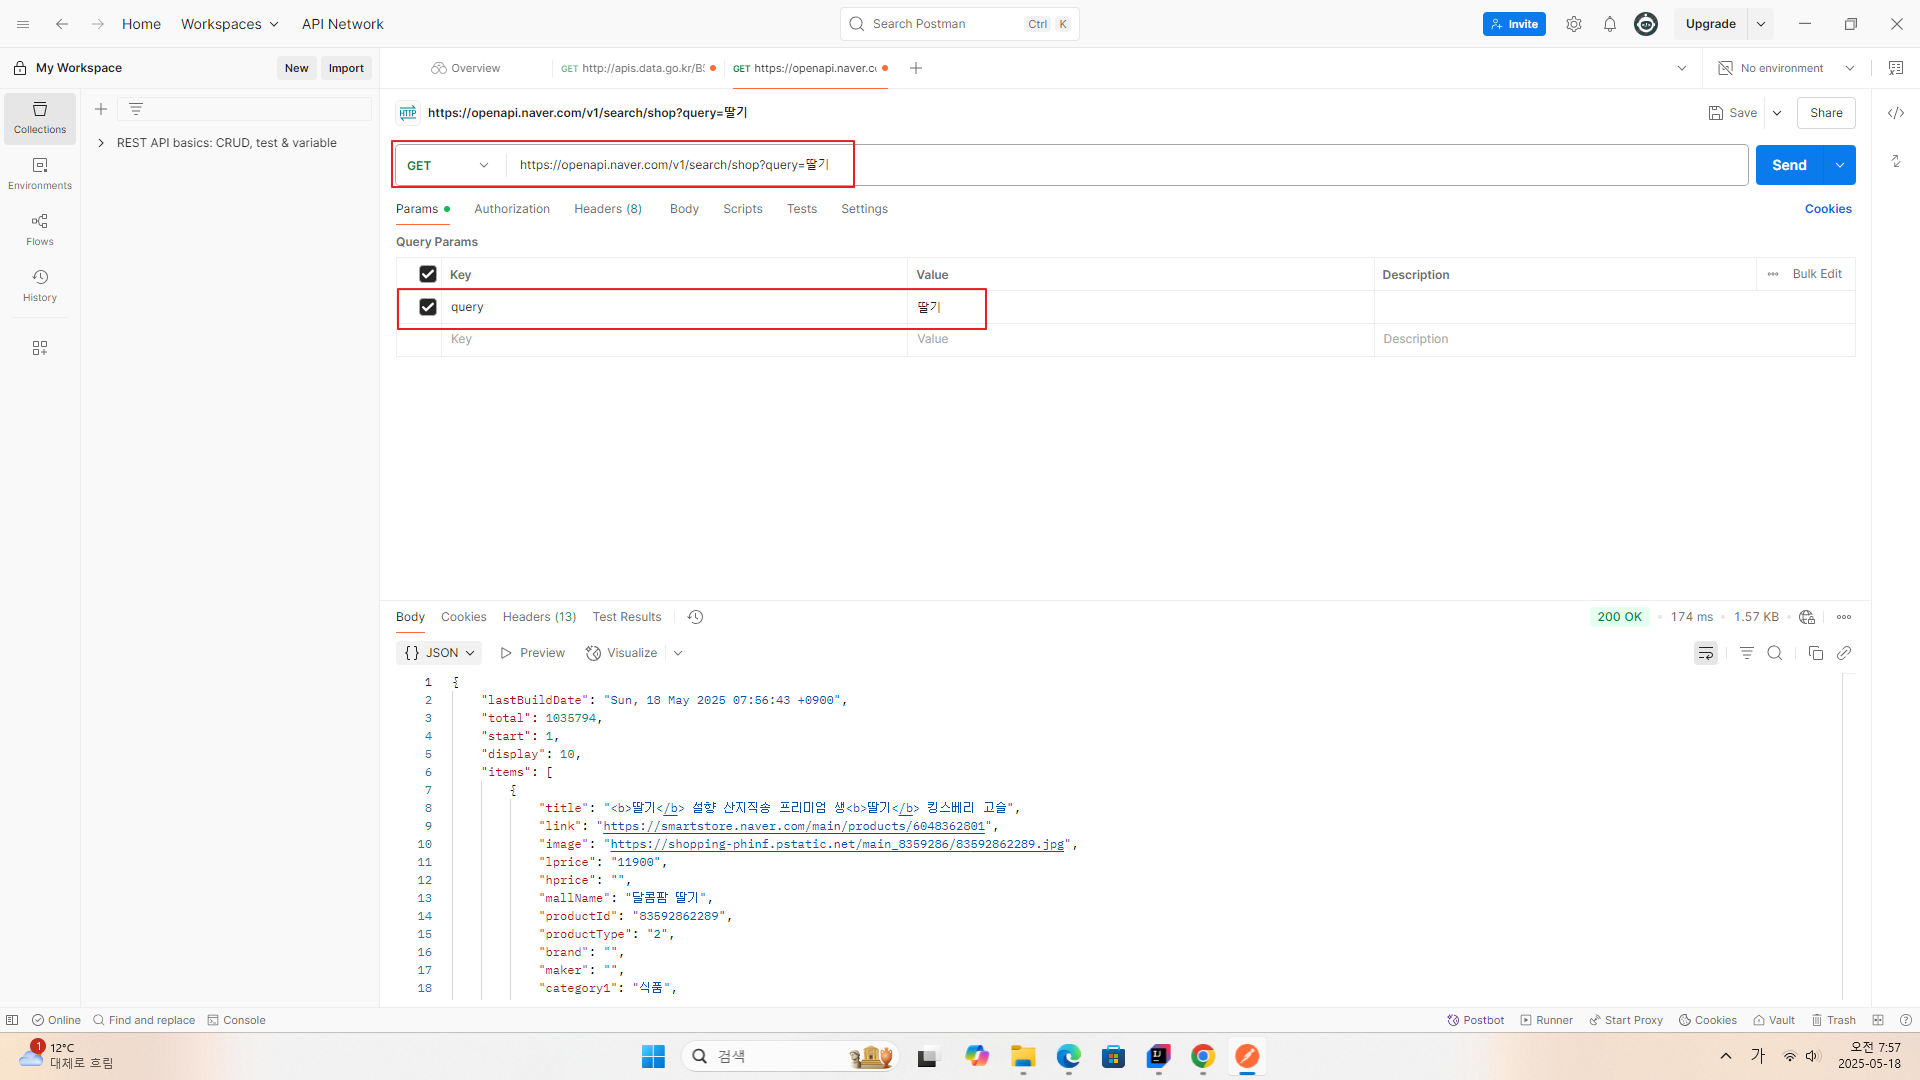 Home Workspaces API Network Search Postman Ctrl K Invite Upgrade
My Workspace New Import Overview GET http://apis.data.go.kr/B GET https://openapi.naver.c No environment
https://openapi.naver.com/v1/search/shop?query=딸기 Save Share
Collections
REST API basics: CRUD, test & variable
GET https://openapi.naver.com/v1/search/shop?query=딸기 Send
Environments
Params Authorization Headers (8) Body Scripts Tests Settings Cookies
Flows
Query Params
Key Value Description Bulk Edit
History
query 딸기
Key Value Description
Body Cookies Headers (13) Test Results 200 OK 174 ms 1.57 KB
{} JSON Preview Visualize
1 {
2 "lastBuildDate": "Sun, 18 May 2025 07:56:43 +0900",
3 "total": 1035794,
4 "start": 1,
5 "display": 10,
6 "items": [
7 {
8 "title": "<b>딸기</b> 설향 산지직송 프리미엄 생<b>딸기</b> 킹스베리 고슬",
9 "link": "https://smartstore.naver.com/main/products/6048362801",
10 "image": "https://shopping-phinf.pstatic.net/main_8359286/83592862289.jpg",
11 "lprice": "11900",
12 "hprice": "",
13 "mallName": "달콤팜 딸기",
14 "productId": "83592862289",
15 "productType": "2",
16 "brand": "",
17 "maker": "",
18 "category1": "식품",
Online Find and replace Console Postbot Runner Start Proxy Cookies Vault Trash
1 12°C
대체로 흐림
검색
가
오전 7:57
2025-05-18